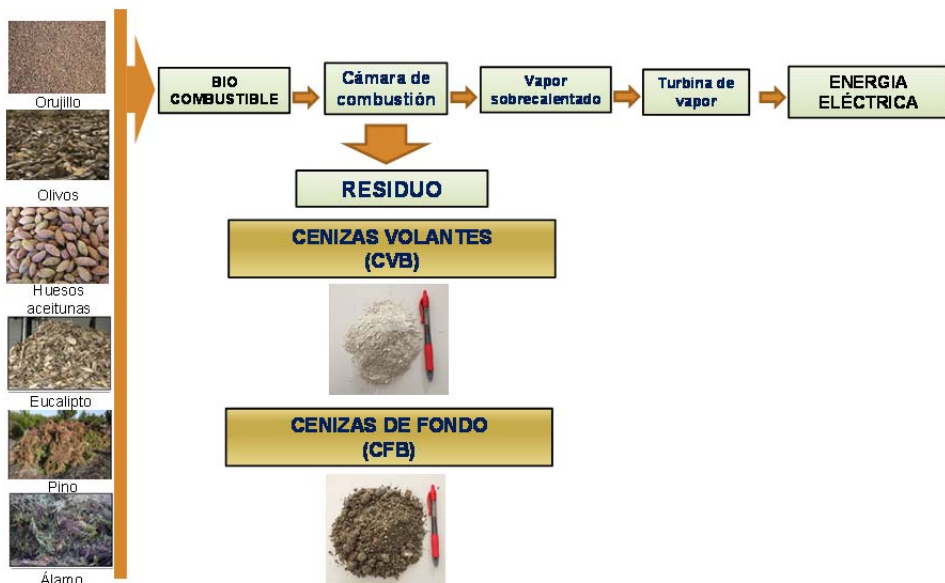 Orujillo
Olivos
Huesos
aceitunas
Eucalipto
Pino
Álamo
BIO
COMBUSTIBLE
Cámara de
combustión
Vapor
sobrecalentado
Turbina de
vapor
ENERGIA
ELÉCTRICA
RESIDUO
CENIZAS VOLANTES
(CVB)
CENIZAS DE FONDO
(CFB)